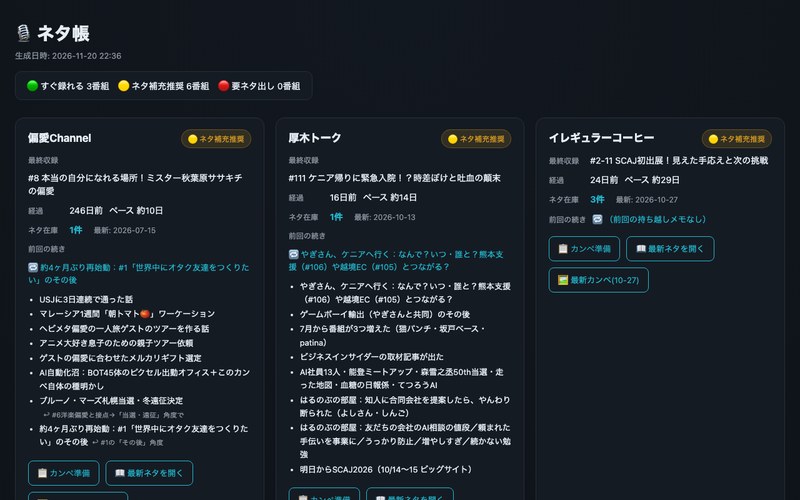 🎙️ ネタ帳
生成日時: 2026-11-20 22:36
🟢 すぐ録れる 3番組 🟡 ネタ補充推奨 6番組 🔴 要ネタ出し 0番組
偏愛Channel
🟡 ネタ補充推奨
最終収録
#8 本当の自分になれる場所！ミスター秋葉原ササキチ
の偏愛
経過 246日前 ペース 約10日
ネタ在庫 1件 最新: 2026-07-15
前回の続き
🔁 約4ヶ月ぶり再始動：#1「世界中にオタク友達をつくりた
い」のその後
• USJに3日連続で通った話
• マレーシア1週間「朝トマト🍅」ワーケーション
• ヘビメタ偏愛の一人旅ゲストのツアーを作る話
• アニメ大好き息子のための親子ツアー依頼
• ゲストの偏愛に合わせたメルカリギフト選定
• AI自動化沼：BOT45体のピクセル出勤オフィス＋このカン
ペ自体の種明かし
• ブルーノ・マーズ札幌当選・冬遠征決定
↩ #6洋楽偏愛と接点→「当選・遠征」角度で
• 約4ヶ月ぶり再始動：#1「世界中にオタク友達をつくりた
い」のその後 ↩ #1の「その後」角度
📋 カンペ準備
📖 最新ネタを開く
厚木トーク
🟡 ネタ補充推奨
最終収録
#111 ケニア帰りに緊急入院！？時差ぼけと吐血の顛末
経過 16日前 ペース 約14日
ネタ在庫 1件 最新: 2026-10-13
前回の続き
🔁 やぎさん、ケニアへ行く：なんで？いつ・誰と？熊本支
援（#106）や越境EC（#105）とつながる？
• やぎさん、ケニアへ行く：なんで？いつ・誰と？熊本支援
（#106）や越境EC（#105）とつながる？
• ゲームボーイ輸出（やぎさんと共同）のその後
• 7月から番組が3つ増えた（猫パンチ・坂戸ベース・
patina）
• ビジネスインサイダーの取材記事が出た
• AI社員13人・能登ミートアップ・森雪之丞50th当選・走
った地図・血糖の日報係・てつろうAI
• はるのぶの部屋：知人に合同会社を提案したら、やんわり
断られた（よしさん・しんご）
• はるのぶの部屋：友だちの会社のAI相談の値段／頼まれた
手伝いを事業に／うっかり防止／増やしすぎ／続かない勉
強
• 明日からSCAJ2026（10/14〜15 ビッグサイト）
📋 カンペ準備
📖 最新ネタを開く
イレギュラーコーヒー
🟡 ネタ補充推奨
最終収録 #2-11 SCAJ初出展！見えた手応えと次の挑戦
経過 24日前 ペース 約29日
ネタ在庫 3件 最新: 2026-10-27
前回の続き 🔁 （前回の持ち越しメモなし）
📋 カンペ準備
📖 最新ネタを開く
🖼️ 最新カンペ(10-27)